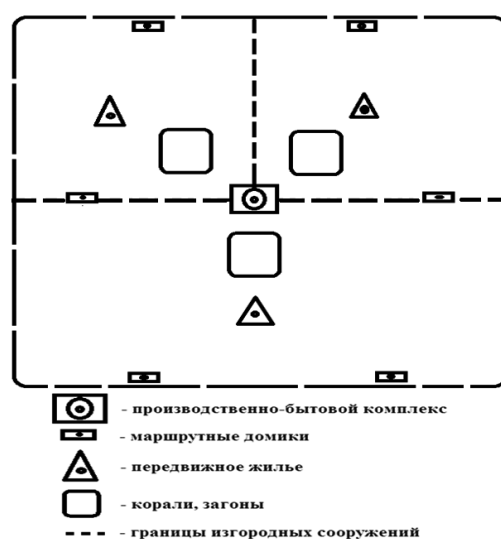 - производственно-бытовой комплекс
- маршрутные домики
- передвижное жилье
- корали, загоны
- границы изгородных сооружений